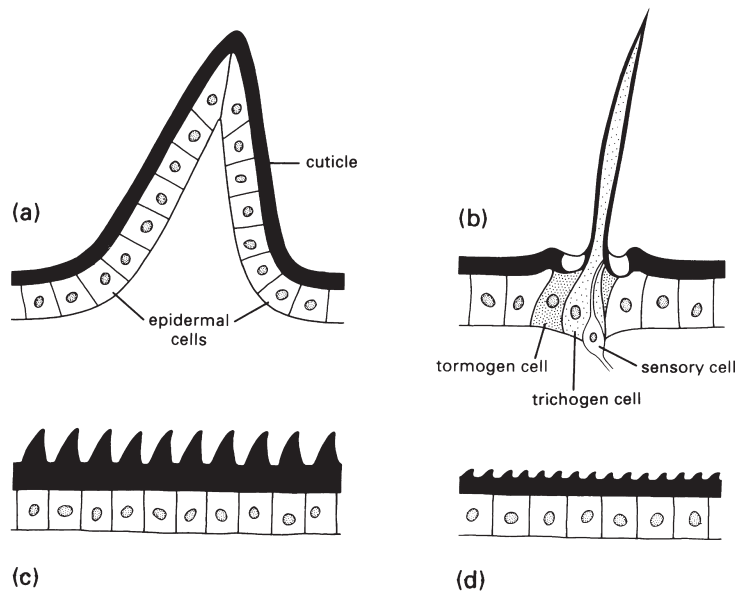 cuticle
(a)
(b)
epidermal
cells
tormogen cell
sensory cell
trichogen cell
(c)
(d)